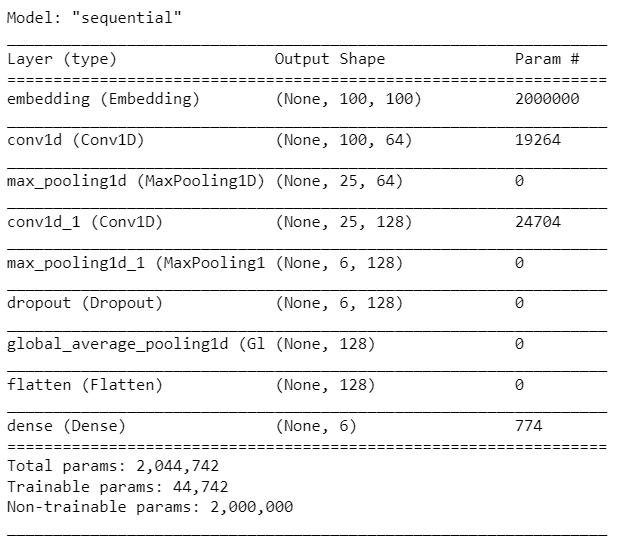 Model: "sequential"
Layer (type) Output Shape Param #
embedding (Embedding) (None, 100, 100) 2000000
conv1d (Conv1D) (None, 100, 64) 19264
max_pooling1d (MaxPooling1D) (None, 25, 64) 0
conv1d_1 (Conv1D) (None, 25, 128) 24704
max_pooling1d_1 (MaxPooling1 (None, 6, 128) 0
dropout (Dropout) (None, 6, 128) 0
global_average_pooling1d (Gl (None, 128) 0
flatten (Flatten) (None, 128) 0
dense (Dense) (None, 6) 774
Total params: 2,044,742
Trainable params: 44,742
Non-trainable params: 2,000,000